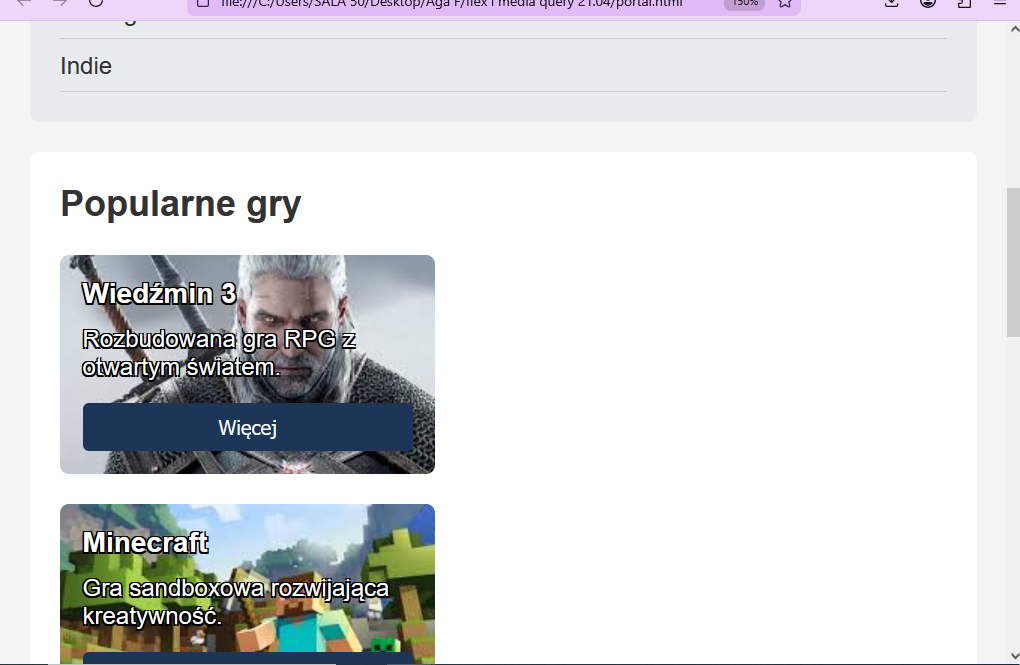 file:///C:/Users/SALA 50/Desktop/Aga F/flex i media query 21.04/portal.html
150%
Indie
Popularne gry
Wiedźmin 3
Rozbudowana gra RPG z
otwartym światem.
Więcej
Minecraft
Gra sandboxowa rozwijająca
kreatywność.